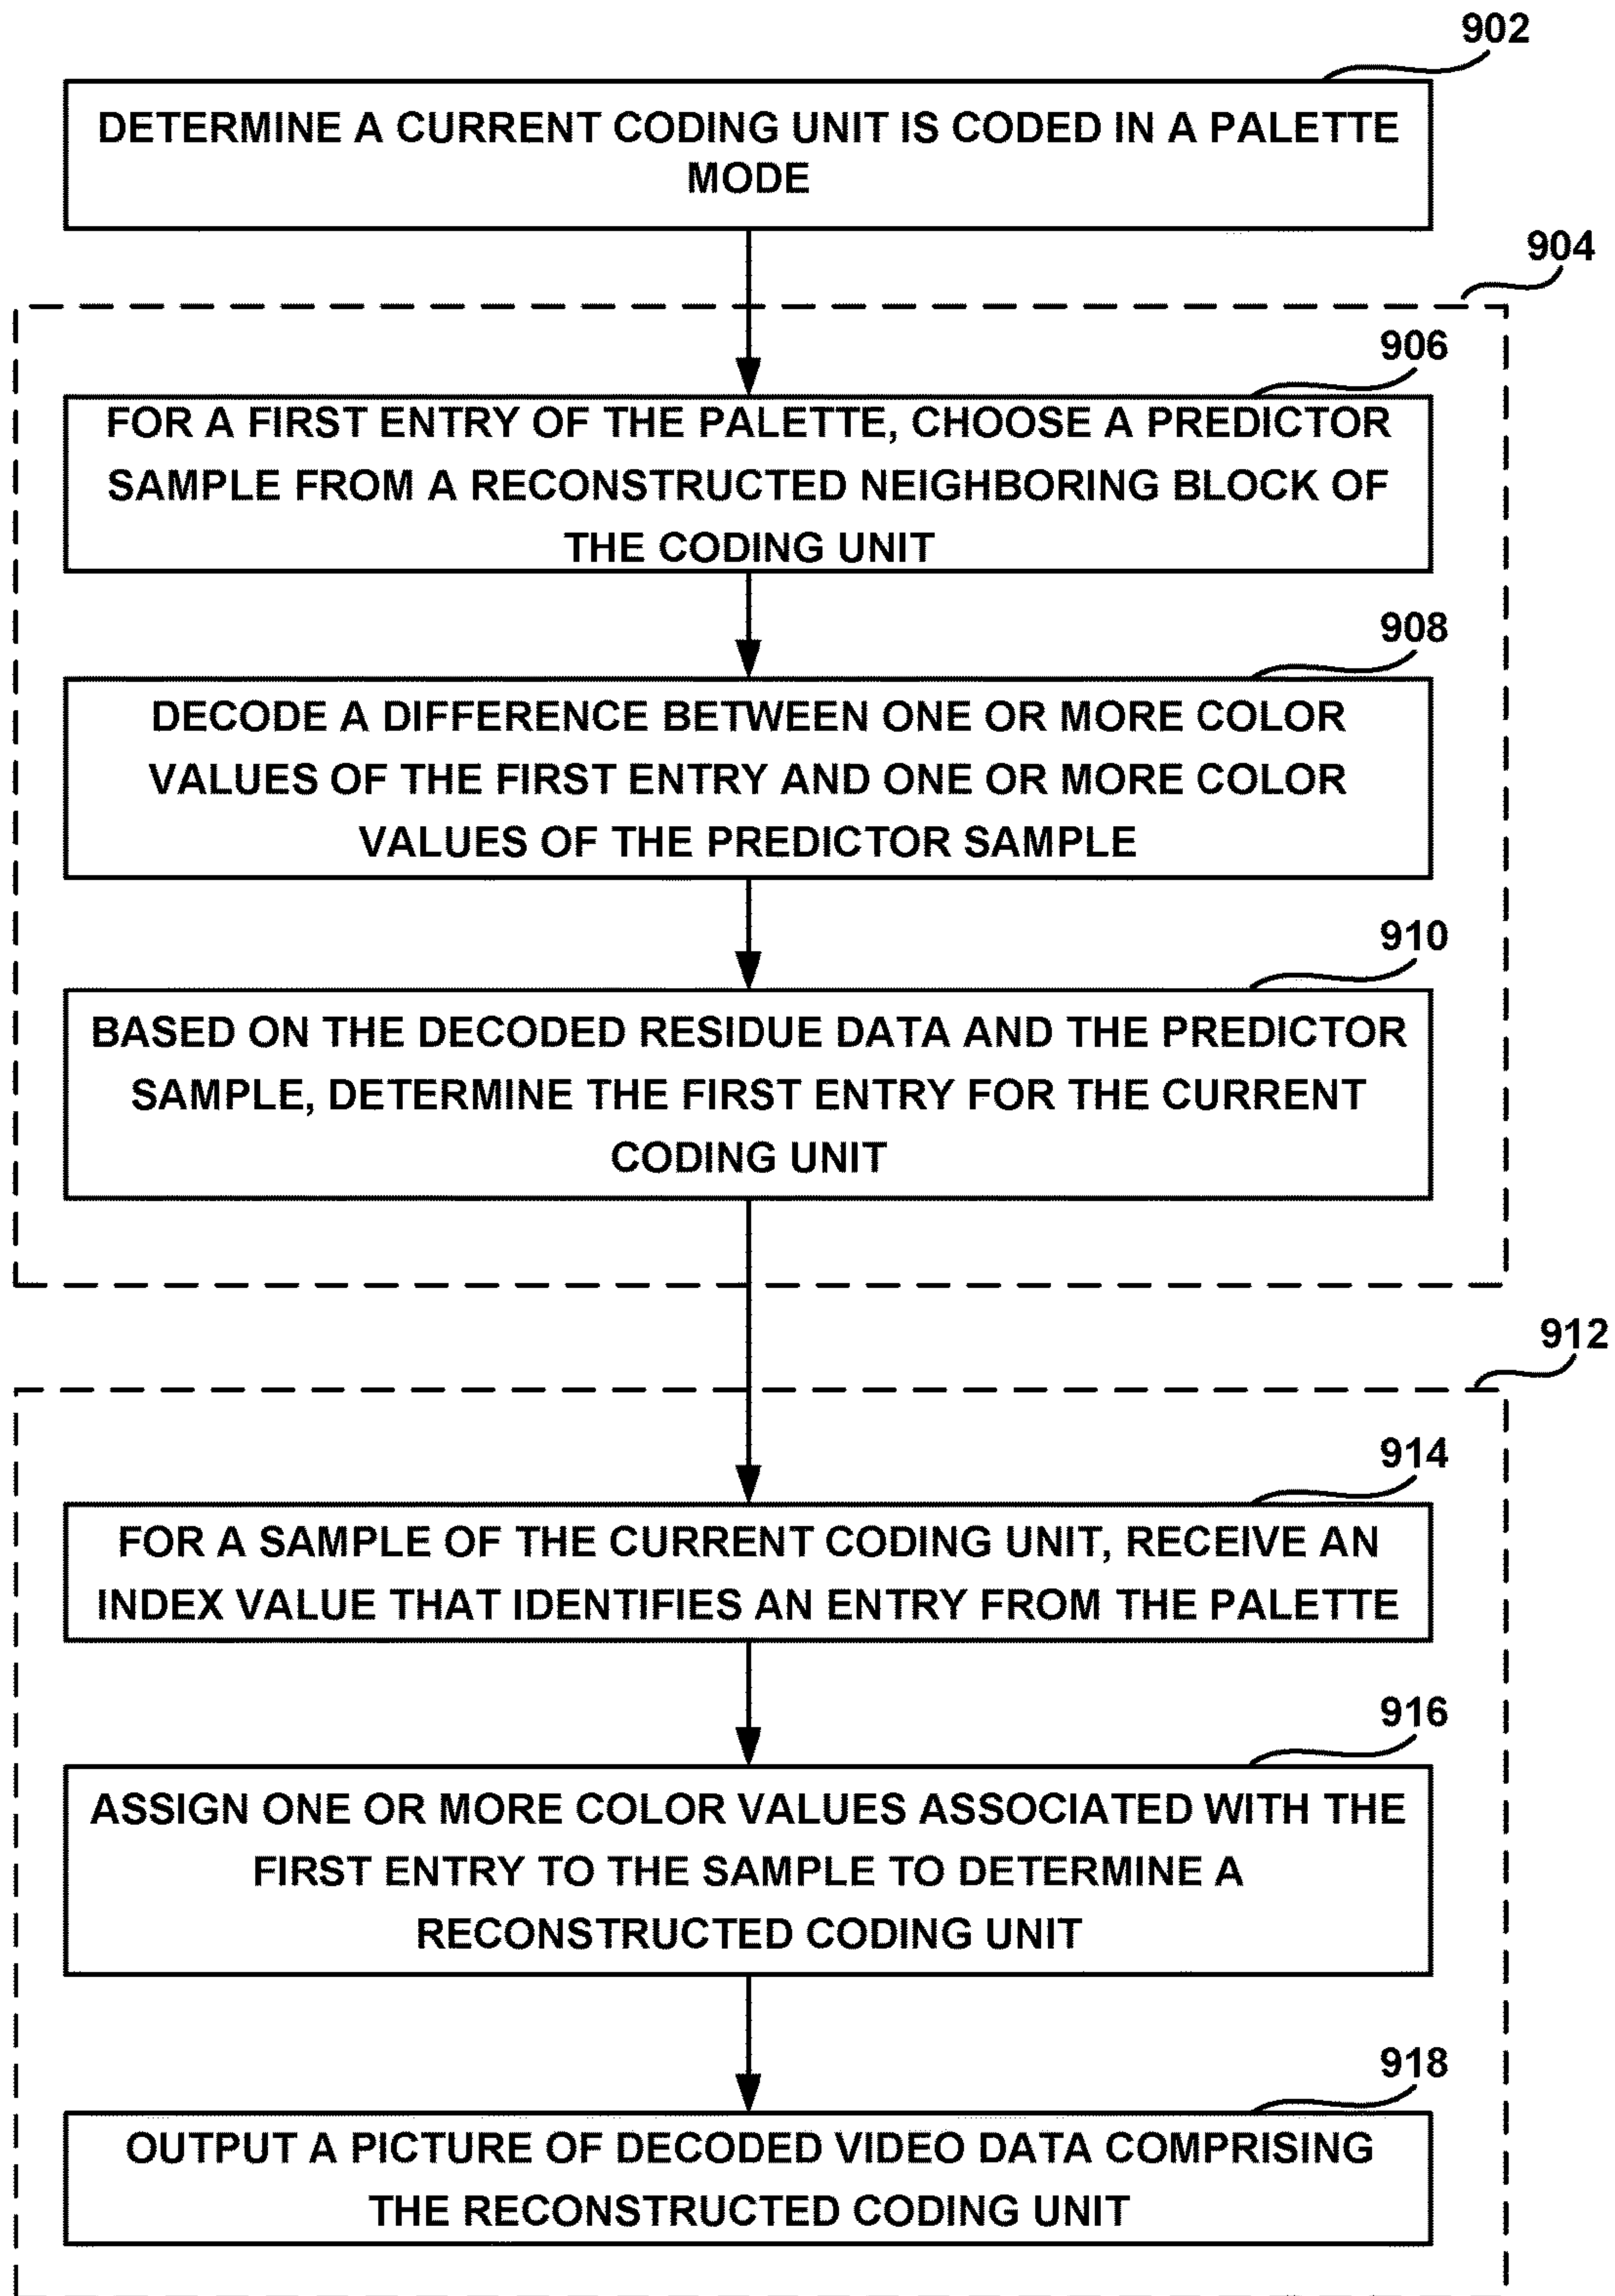 902
DETERMINE A CURRENT CODING UNIT IS CODED IN A PALETTE
MODE
904
906
FOR A FIRST ENTRY OF THE PALETTE, CHOOSE A PREDICTOR
SAMPLE FROM A RECONSTRUCTED NEIGHBORING BLOCK OF
THE CODING UNIT
908
DECODE A DIFFERENCE BETWEEN ONE OR MORE COLOR
VALUES OF THE FIRST ENTRY AND ONE OR MORE COLOR
VALUES OF THE PREDICTOR SAMPLE
910
BASED ON THE DECODED RESIDUE DATA AND THE PREDICTOR
SAMPLE, DETERMINE THE FIRST ENTRY FOR THE CURRENT
CODING UNIT
912
914
FOR A SAMPLE OF THE CURRENT CODING UNIT, RECEIVE AN
INDEX VALUE THAT IDENTIFIES AN ENTRY FROM THE PALETTE
916
ASSIGN ONE OR MORE COLOR VALUES ASSOCIATED WITH THE
FIRST ENTRY TO THE SAMPLE TO DETERMINE A
RECONSTRUCTED CODING UNIT
918
OUTPUT A PICTURE OF DECODED VIDEO DATA COMPRISING
THE RECONSTRUCTED CODING UNIT